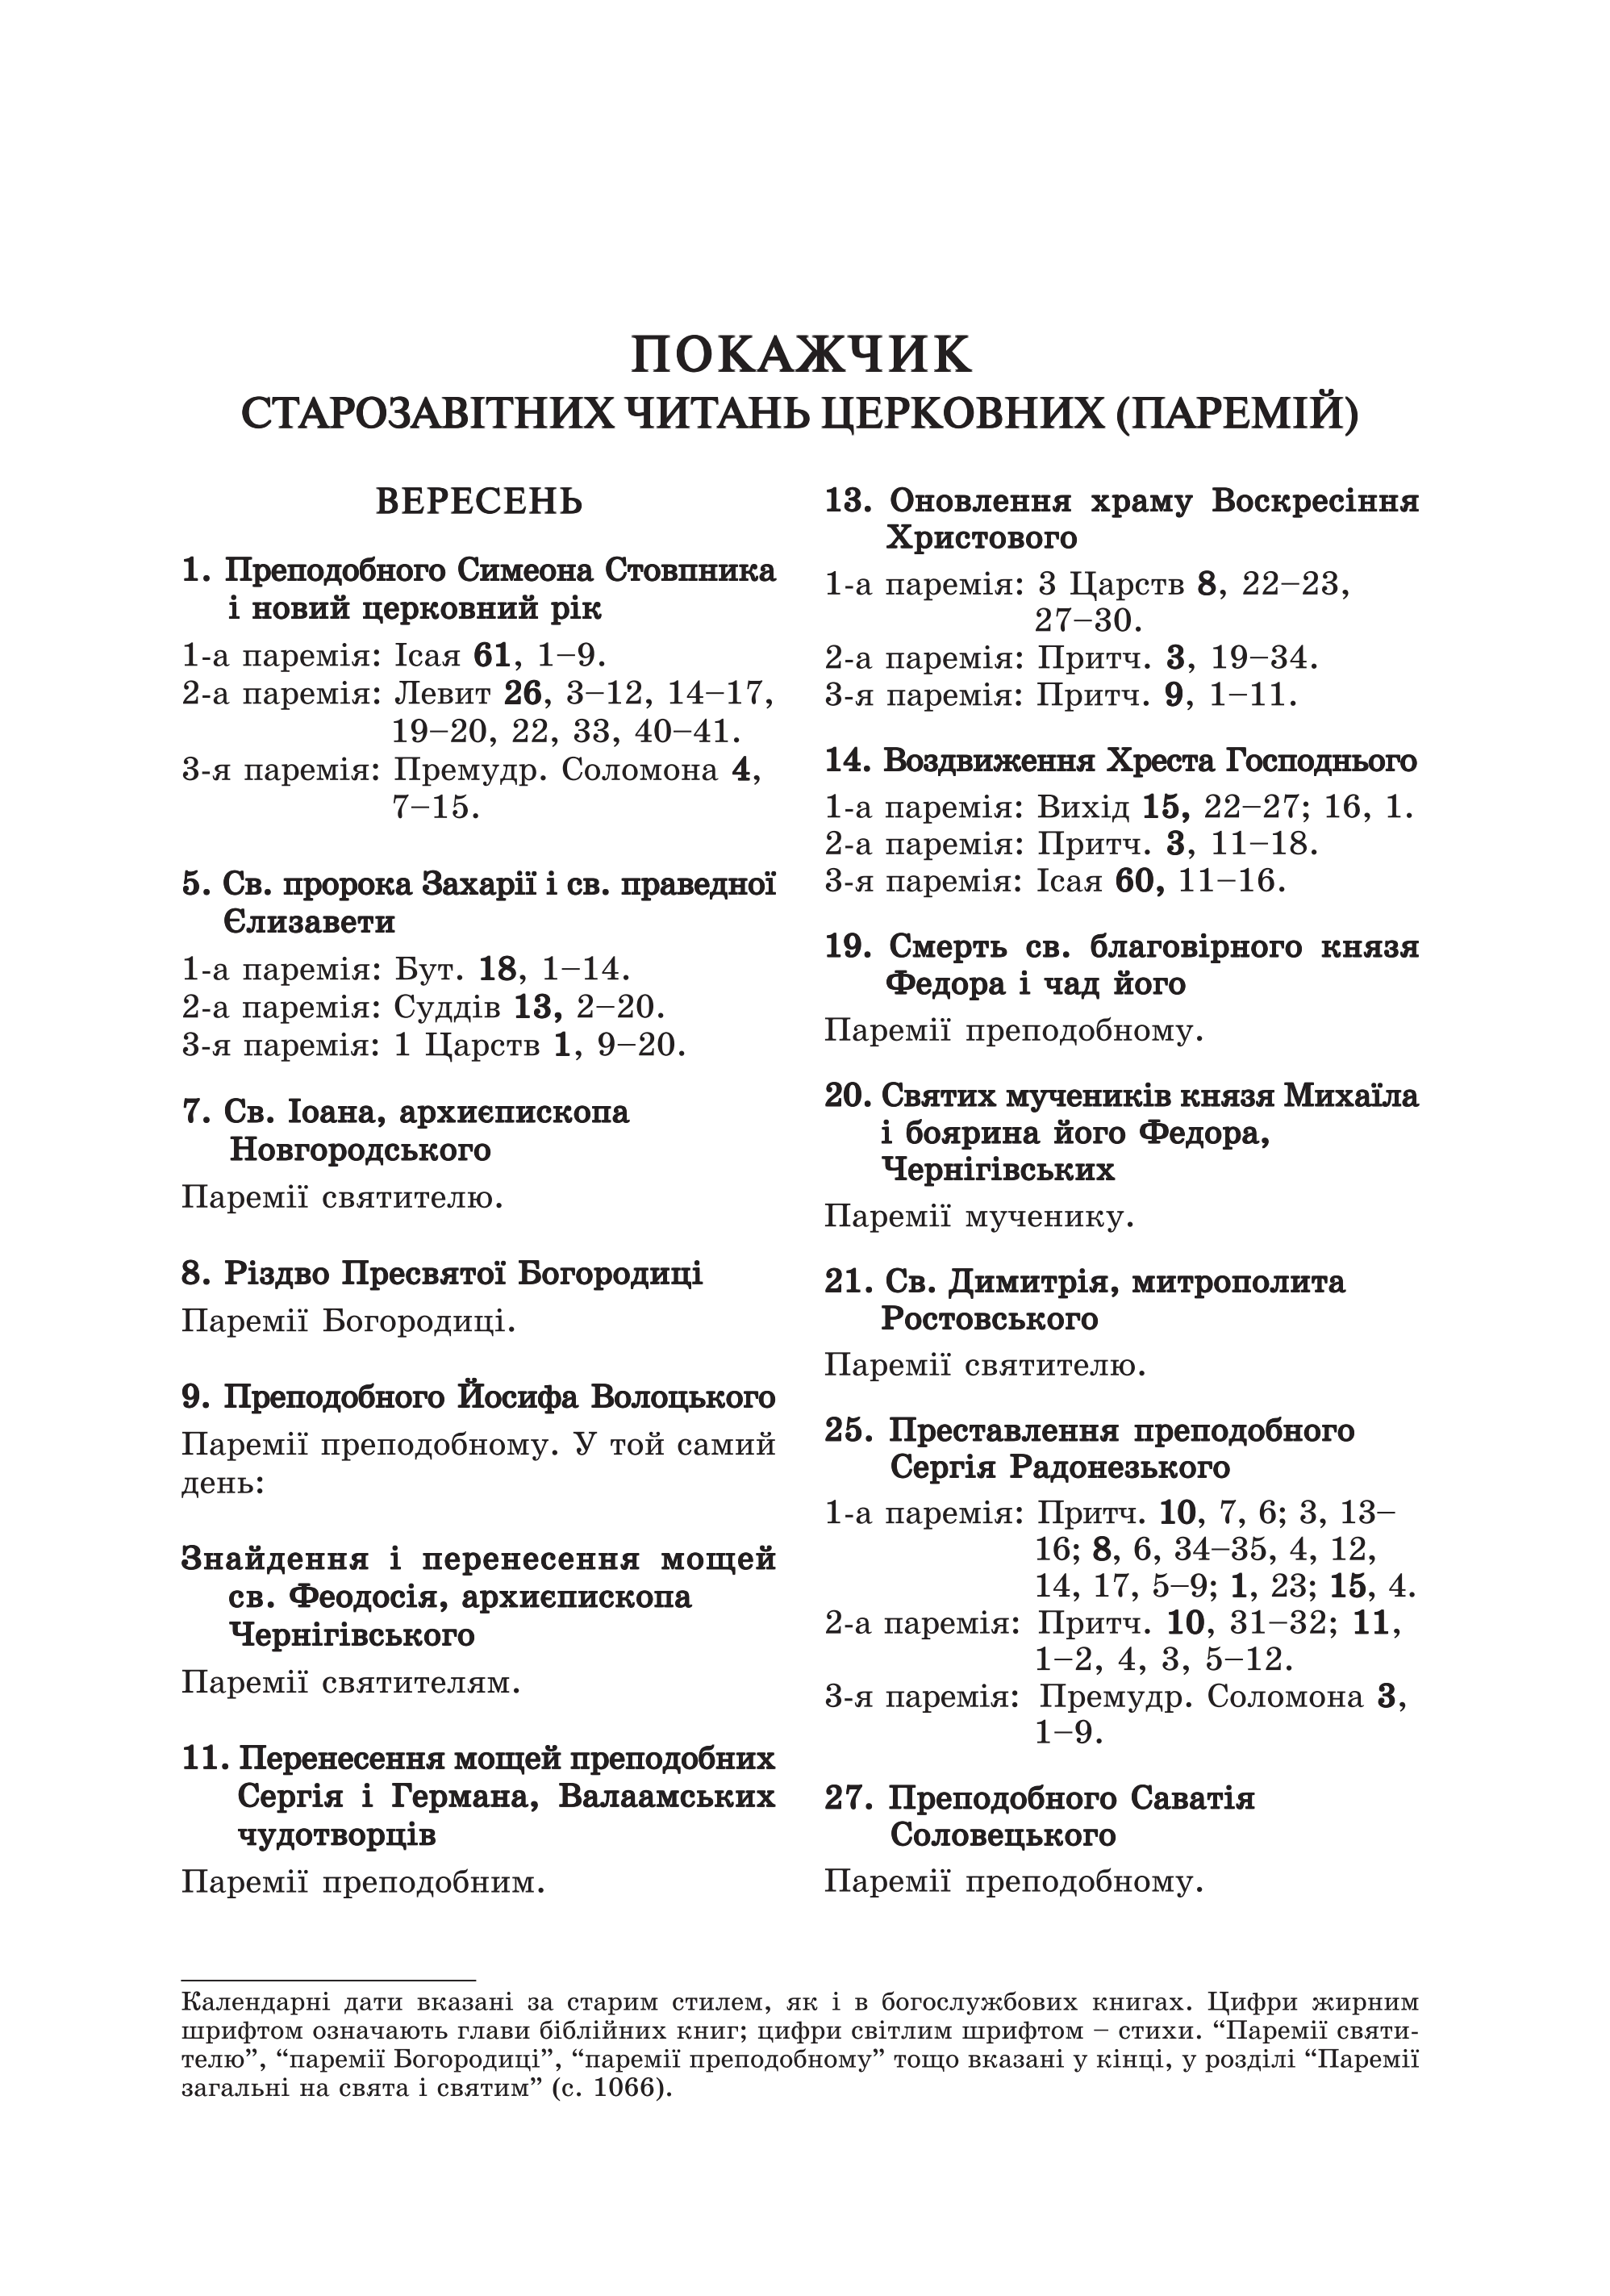 ПОКАЖЧИК
СТАРОЗАВІТНИХ ЧИТАНЬ ЦЕРКОВНИХ (ПАРЕМІЙ)
ВЕРЕСЕНЬ
1. Преподобного Симеона Стовпника
і новий церковний рік
1-а паремія: Ісая 61, 1–9.
2-а паремія: Левит 26, 3–12, 14–17,
19–20, 22, 33, 40–41.
3-я паремія: Премудр. Соломона 4,
7–15.
5. Св. пророка Захарії і св. праведної
Єлизавети
1-а паремія: Бут. 18, 1–14.
2-а паремія: Суддів 13, 2–20.
3-я паремія: 1 Царств 1, 9–20.
7. Св. Іоана, архиєпископа
Новгородського
Паремії святителю.
8. Різдво Пресвятої Богородиці
Паремії Богородиці.
9. Преподобного Йосифа Волоцького
Паремії преподобному. У той самий
день:
Знайдення і перенесення мощей
св. Феодосія, архиєпископа
Чернігівського
Паремії святителям.
11. Перенесення мощей преподобних
Сергія і Германа, Валаамських
чудотворців
Паремії преподобним.
13. Оновлення храму Воскресіння
Христового
1-а паремія: 3 Царств 8, 22–23,
27–30.
2-а паремія: Притч. 3, 19–34.
3-я паремія: Притч. 9, 1–11.
14. Воздвиження Хреста Господнього
1-а паремія: Вихід 15, 22–27; 16, 1.
2-а паремія: Притч. 3, 11–18.
3-я паремія: Ісая 60, 11–16.
19. Смерть св. благовірного князя
Федора і чад його
Паремії преподобному.
20. Святих мучеників князя Михаїла
і боярина його Федора,
Чернігівських
Паремії мученику.
21. Св. Димитрія, митрополита
Ростовського
Паремії святителю.
25. Преставлення преподобного
Сергія Радонезького
1-а паремія: Притч. 10, 7, 6; 3, 13–
16; 8, 6, 34–35, 4, 12,
14, 17, 5–9; 1, 23; 15, 4.
2-а паремія: Притч. 10, 31–32; 11,
1–2, 4, 3, 5–12.
3-я паремія: Премудр. Соломона 3,
1–9.
27. Преподобного Саватія
Соловецького
Паремії преподобному.
Календарні дати вказані за старим стилем, як і в богослужбових книгах. Цифри жирним
шрифтом означають глави біблійних книг; цифри світлим шрифтом – стихи. “Паремії святи-
телю”, “паремії Богородиці”, “паремії преподобному” тощо вказані у кінці, у розділі “Паремії
загальні на свята і святим” (с. 1066).